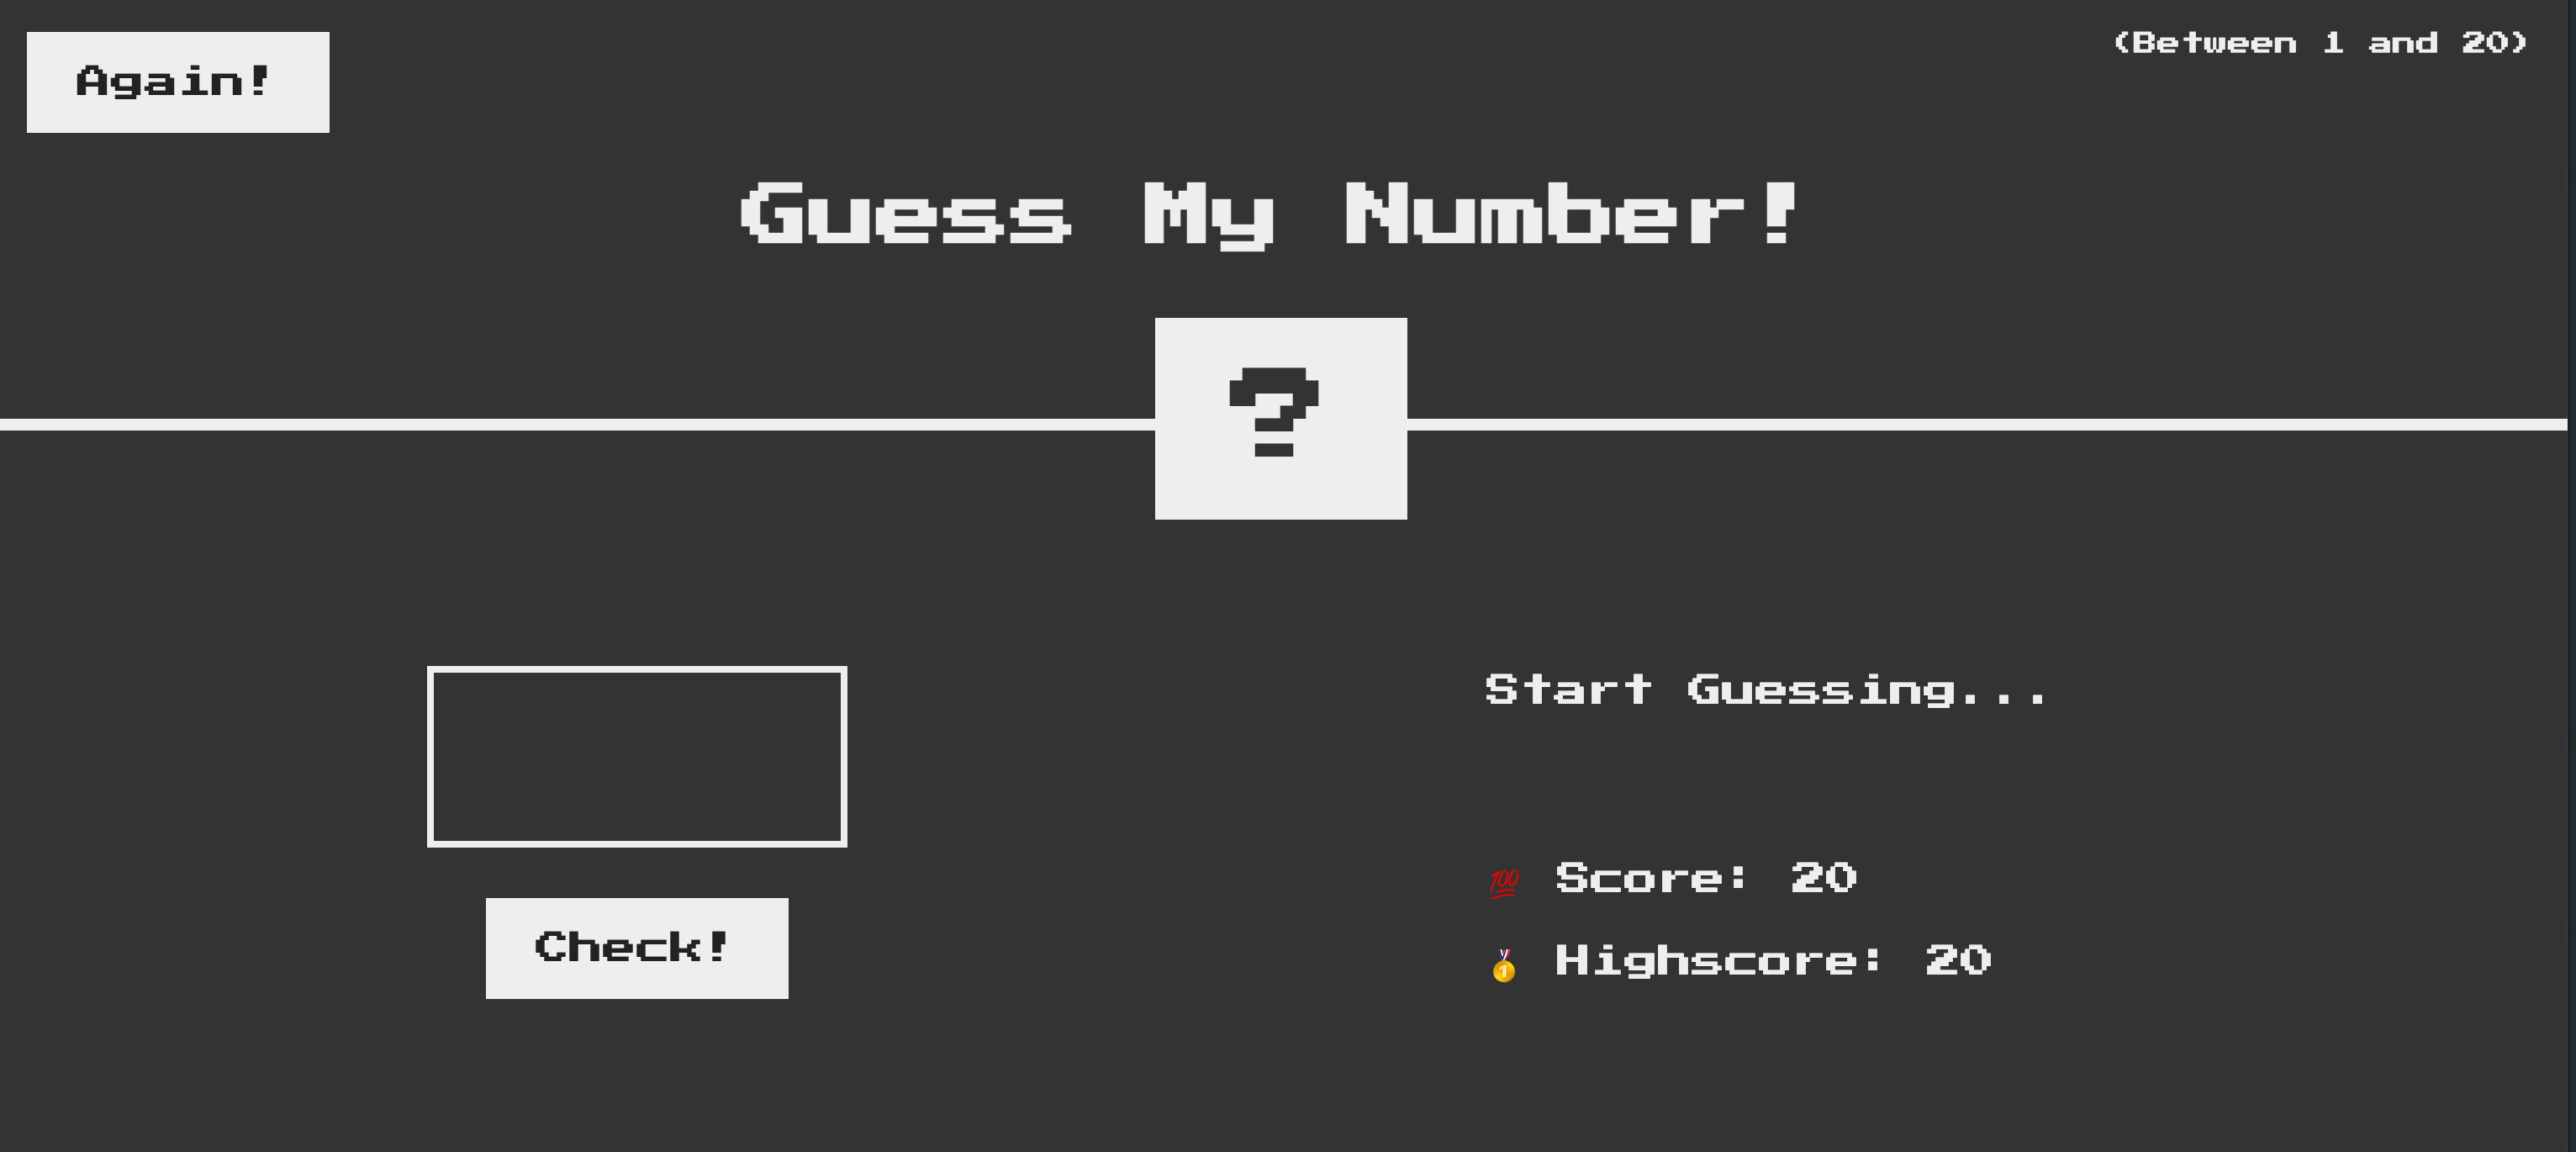 Again!
(Between 1 and 20)
Guess My Number!
?
Start Guessing...
Check!
💯 Score: 20
🥇 Highscore: 20